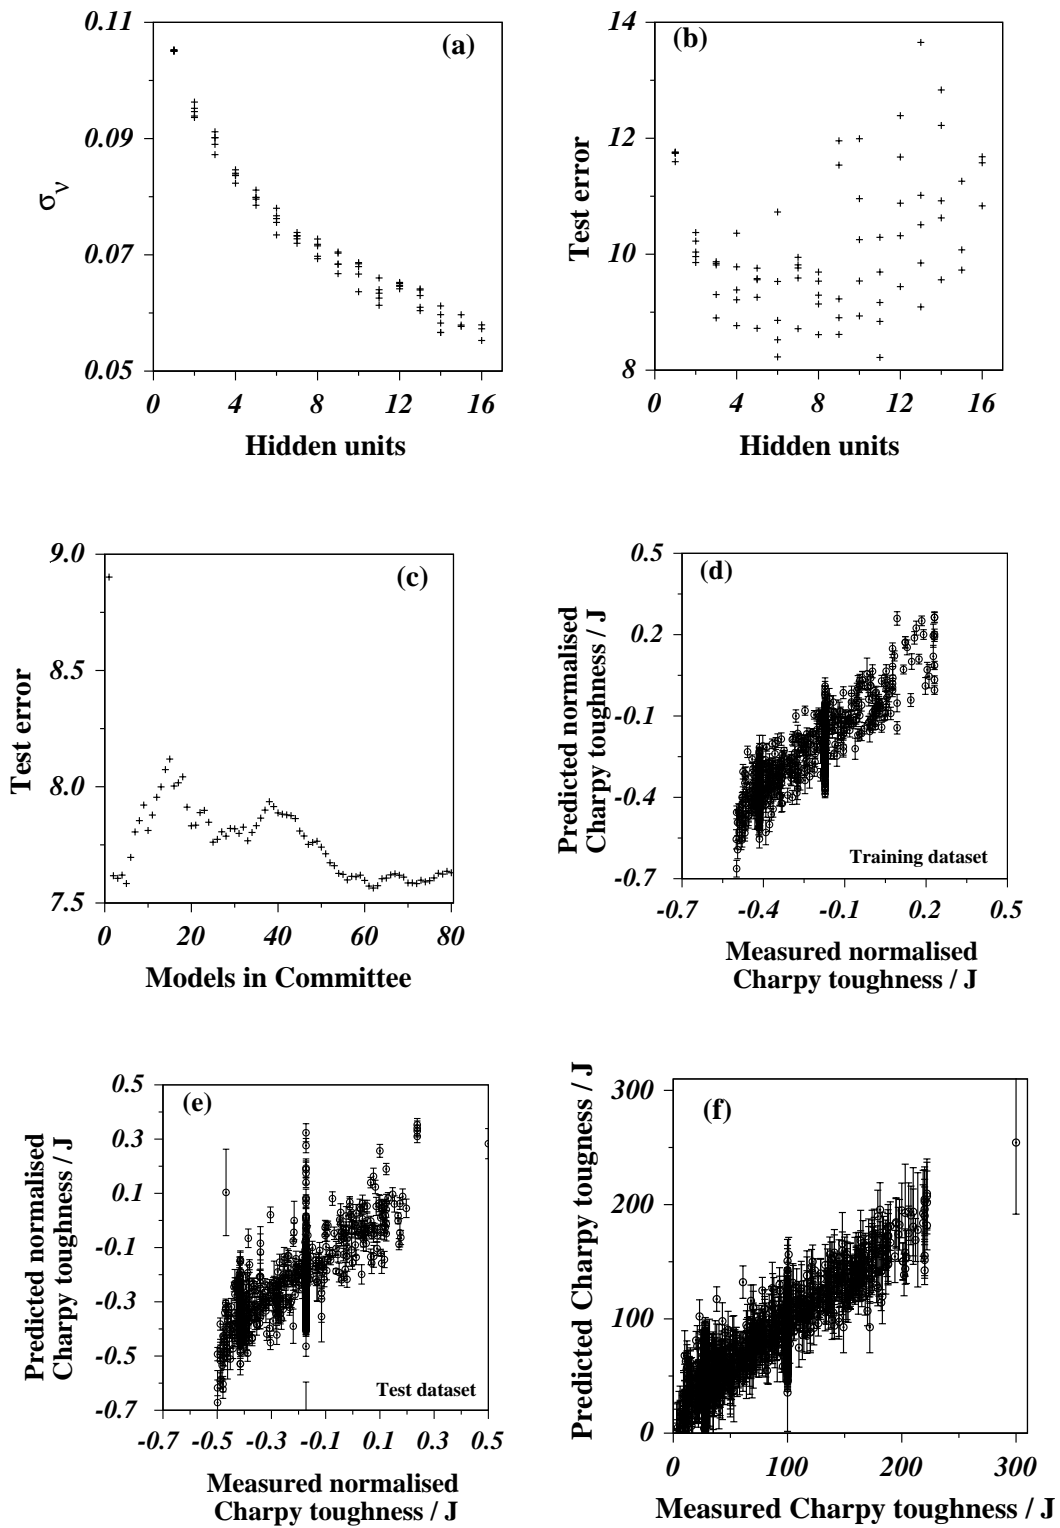 (a)
0.11
0.09
0.07
0.05
σν
0 4 8 12 16
Hidden units
(b)
14
12
10
8
Test error
0 4 8 12 16
Hidden units
(c)
9.0
8.5
8.0
7.5
Test error
0 20 40 60 80
Models in Committee
(d)
0.5
0.2
-0.1
-0.4
-0.7
Predicted normalised
Charpy toughness / J
Training dataset
-0.7 -0.4 -0.1 0.2 0.5
Measured normalised
Charpy toughness / J
(e)
0.5
0.3
0.1
-0.1
-0.3
-0.5
-0.7
Predicted normalised
Charpy toughness / J
Test dataset
-0.7 -0.5 -0.3 -0.1 0.1 0.3 0.5
Measured normalised
Charpy toughness / J
(f)
300
200
100
0
Predicted Charpy tougness / J
0 100 200 300
Measured Charpy toughness / J